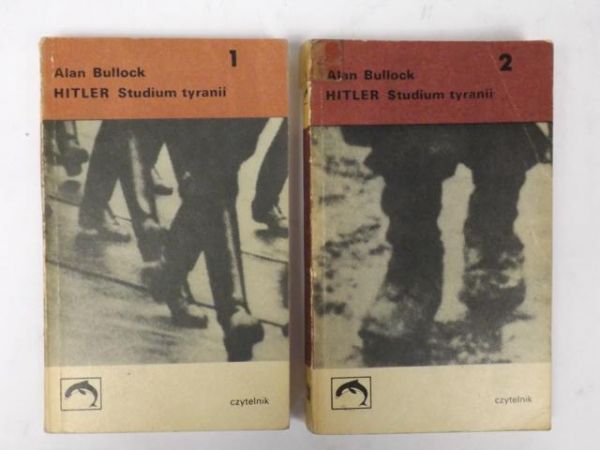 1
Alan Bullock
HITLER Studium tyranii
czytelnik
2
Alan Bullock
HITLER Studium tyranii
czytelnik